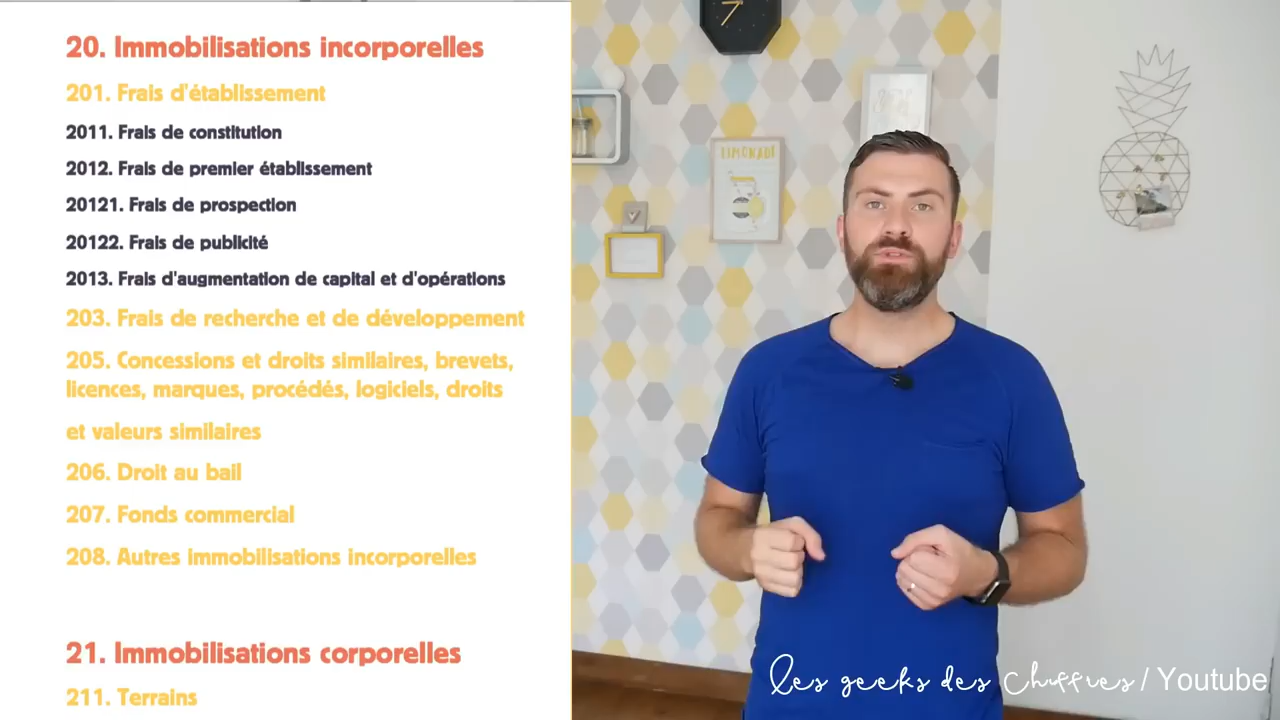 20. Immobilisations incorporelles
201. Frais d'établissement
2011. Frais de constitution
2012. Frais de premier établissement
20121. Frais de prospection
20122. Frais de publicité
2013. Frais d'augmentation de capital et d'opérations
203. Frais de recherche et de développement
205. Concessions et droits similaires, brevets,
licences, marques, procédés, logiciels, droits
et valeurs similaires
206. Droit au bail
207. Fonds commercial
208. Autres immobilisations incorporelles
21. Immobilisations corporelles
211. Terrains
LIMONADE
Les geeks des chiffres / Youtube